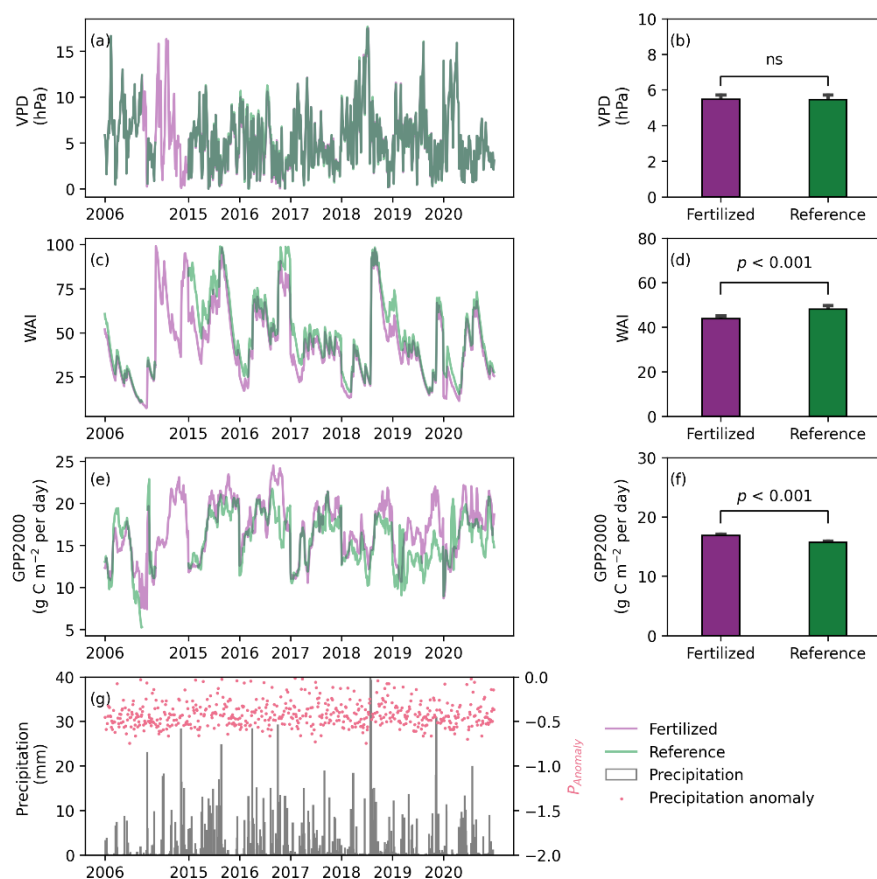 (a)
VPD
(hPa)
15
10
5
0
2006 2015 2016 2017 2018 2019 2020
(b)
VPD
(hPa)
10
8
6
4
2
0
ns
Fertilized Reference
(c)
WAI
100
75
50
25
2006 2015 2016 2017 2018 2019 2020
(d)
WAI
80
60
40
20
0
p < 0.001
Fertilized Reference
(e)
GPP2000
(g C m⁻² per day)
25
20
15
10
5
2006 2015 2016 2017 2018 2019 2020
(f)
GPP2000
(g C m⁻² per day)
30
20
10
0
p < 0.001
Fertilized Reference
(g)
Precipitation
(mm)
40
30
20
10
0
0.0
−0.5
−1.0
−1.5
−2.0
P_Anomaly
2006 2015 2016 2017 2018 2019 2020
Fertilized
Reference
Precipitation
Precipitation anomaly